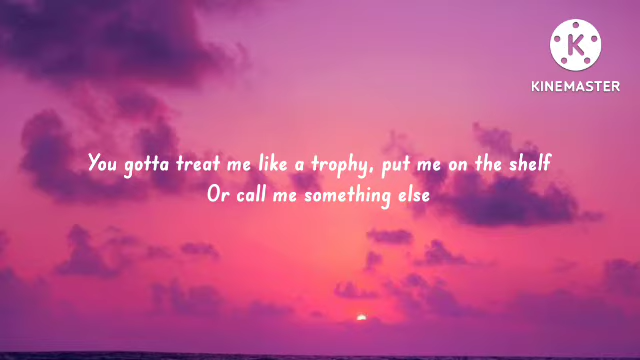 KINEMASTER
You gotta treat me like a trophy, put me on the shelf
Or call me something else